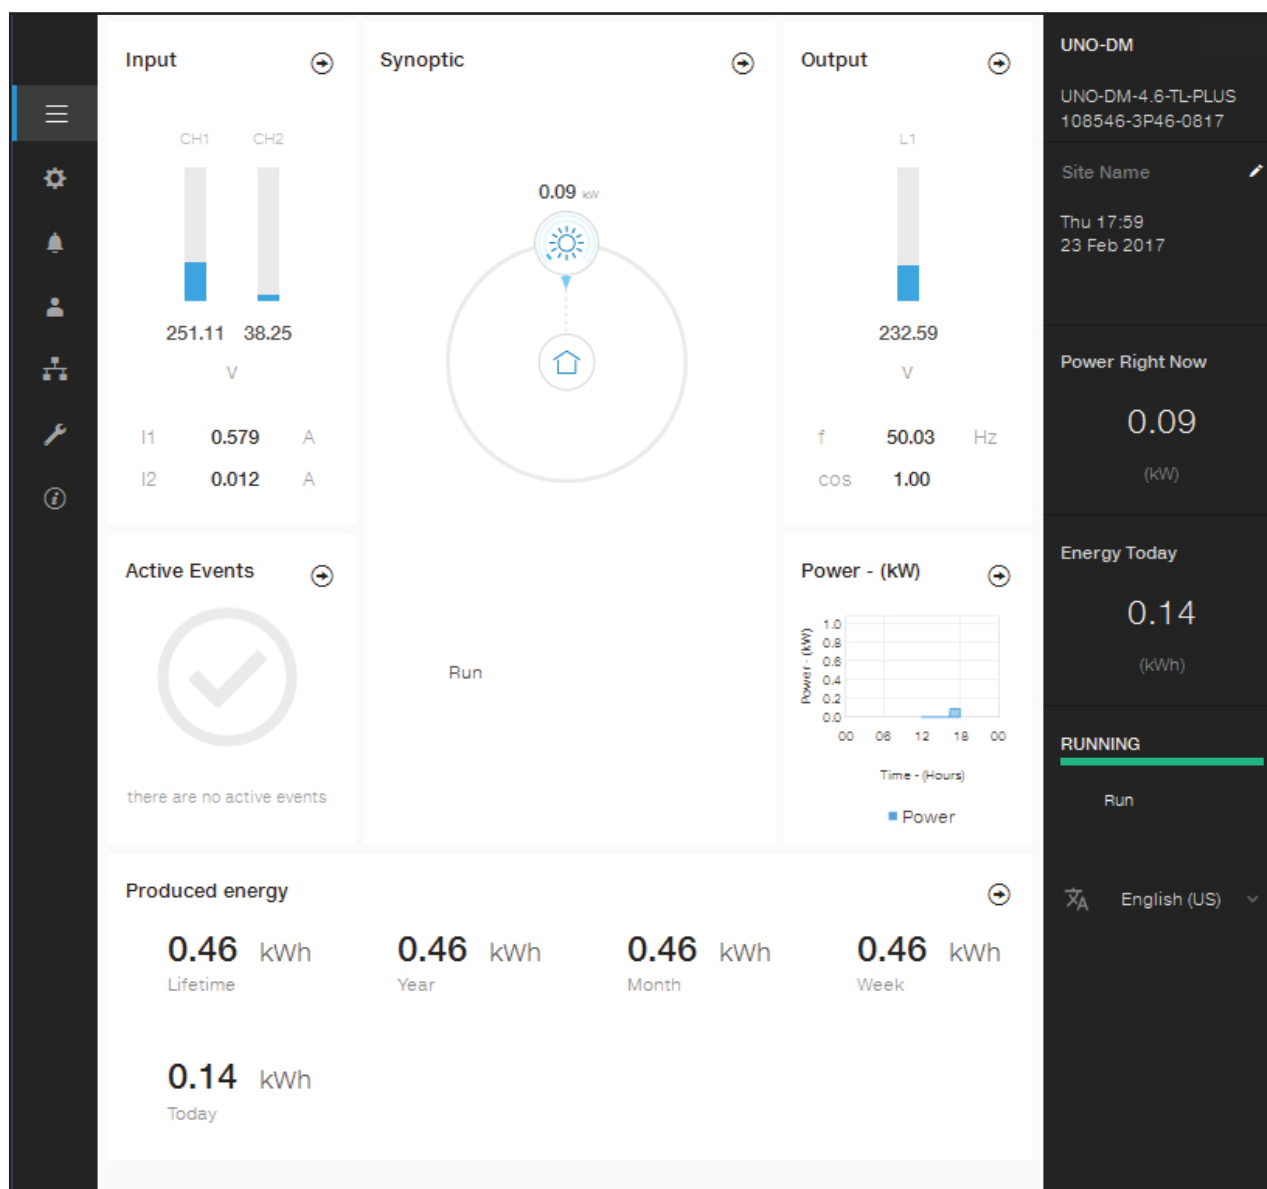 Input
CH1 CH2
251.11 38.25
V
I1 0.579 A
I2 0.012 A
Synoptic
0.09 kW
Run
Output
L1
232.59
V
f 50.03 Hz
cos 1.00
Active Events
there are no active events
Power - (kW)
Power - (kW)
1.0
0.8
0.6
0.4
0.2
0.0
00 06 12 18 00
Time - (Hours)
Power
Produced energy
0.46 kWh
Lifetime
0.46 kWh
Year
0.46 kWh
Month
0.46 kWh
Week
0.14 kWh
Today
UNO-DM
UNO-DM-4.6-TL-PLUS
108546-3P46-0817
Site Name
Thu 17:59
23 Feb 2017
Power Right Now
0.09
(kW)
Energy Today
0.14
(kWh)
RUNNING
Run
English (US)